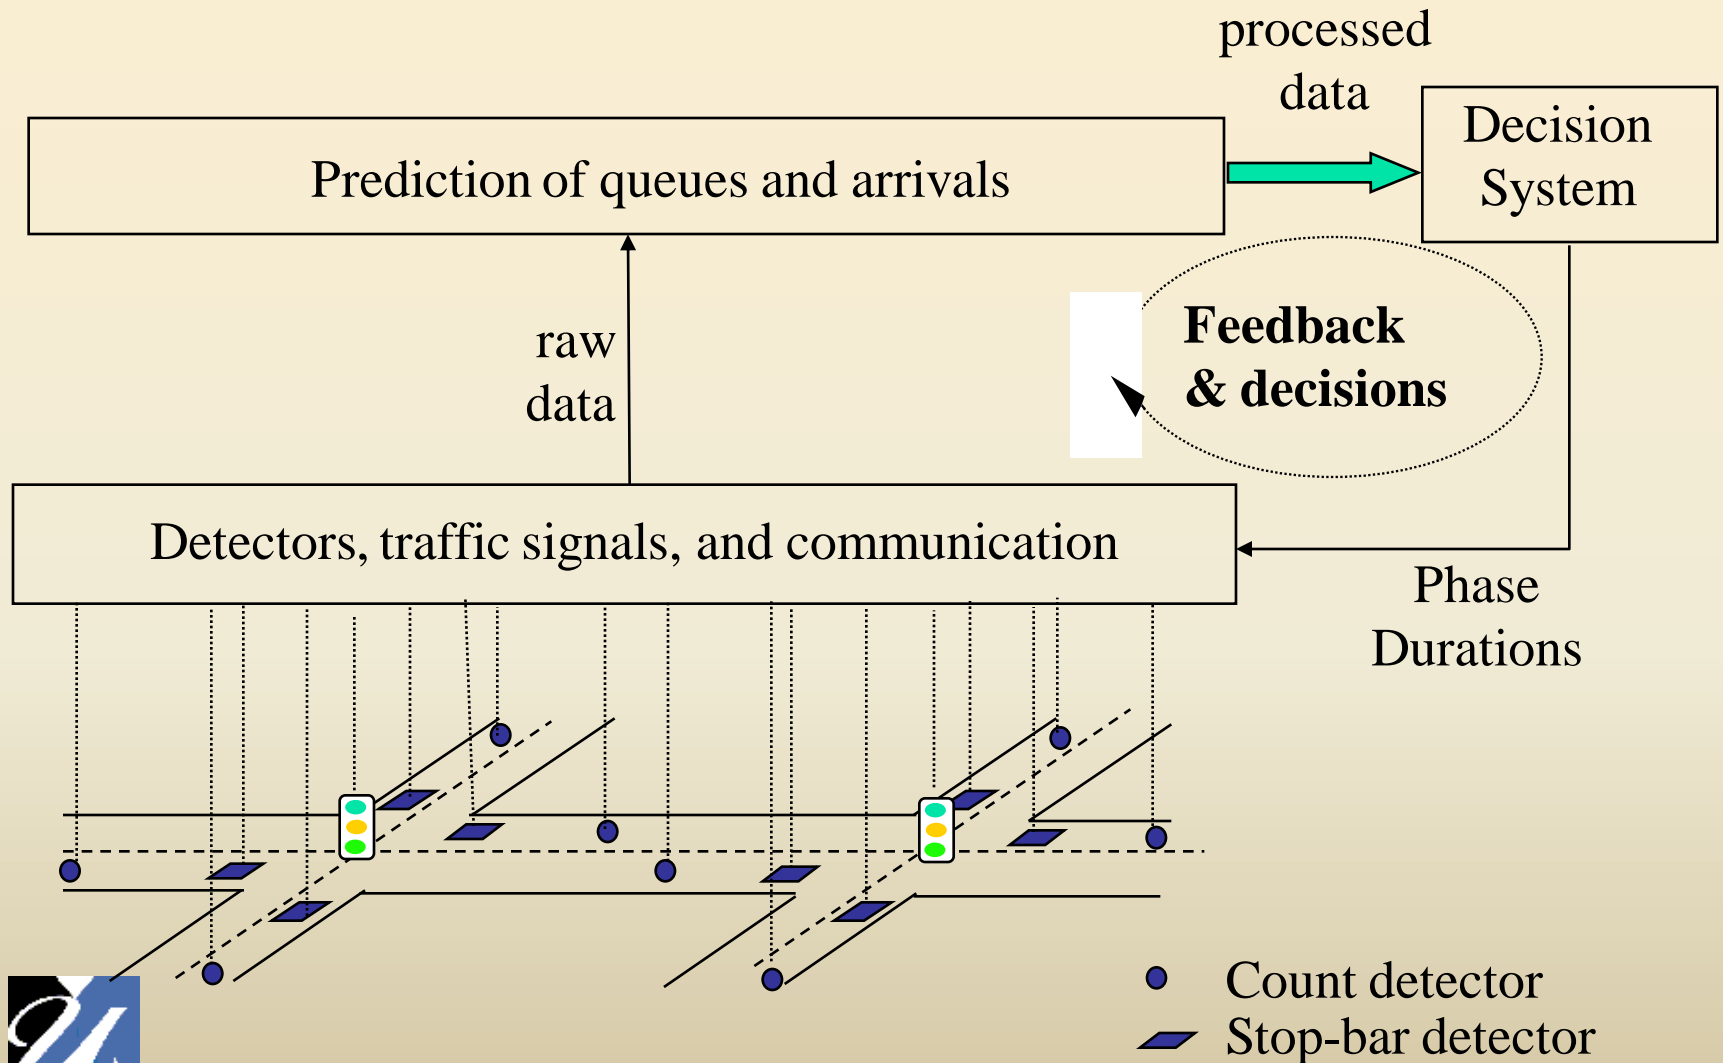 processed
data
Decision
System
Prediction of queues and arrivals
Feedback
& decisions
raw
data
Detectors, traffic signals, and communication
Phase
Durations
Count detector
Stop-bar detector